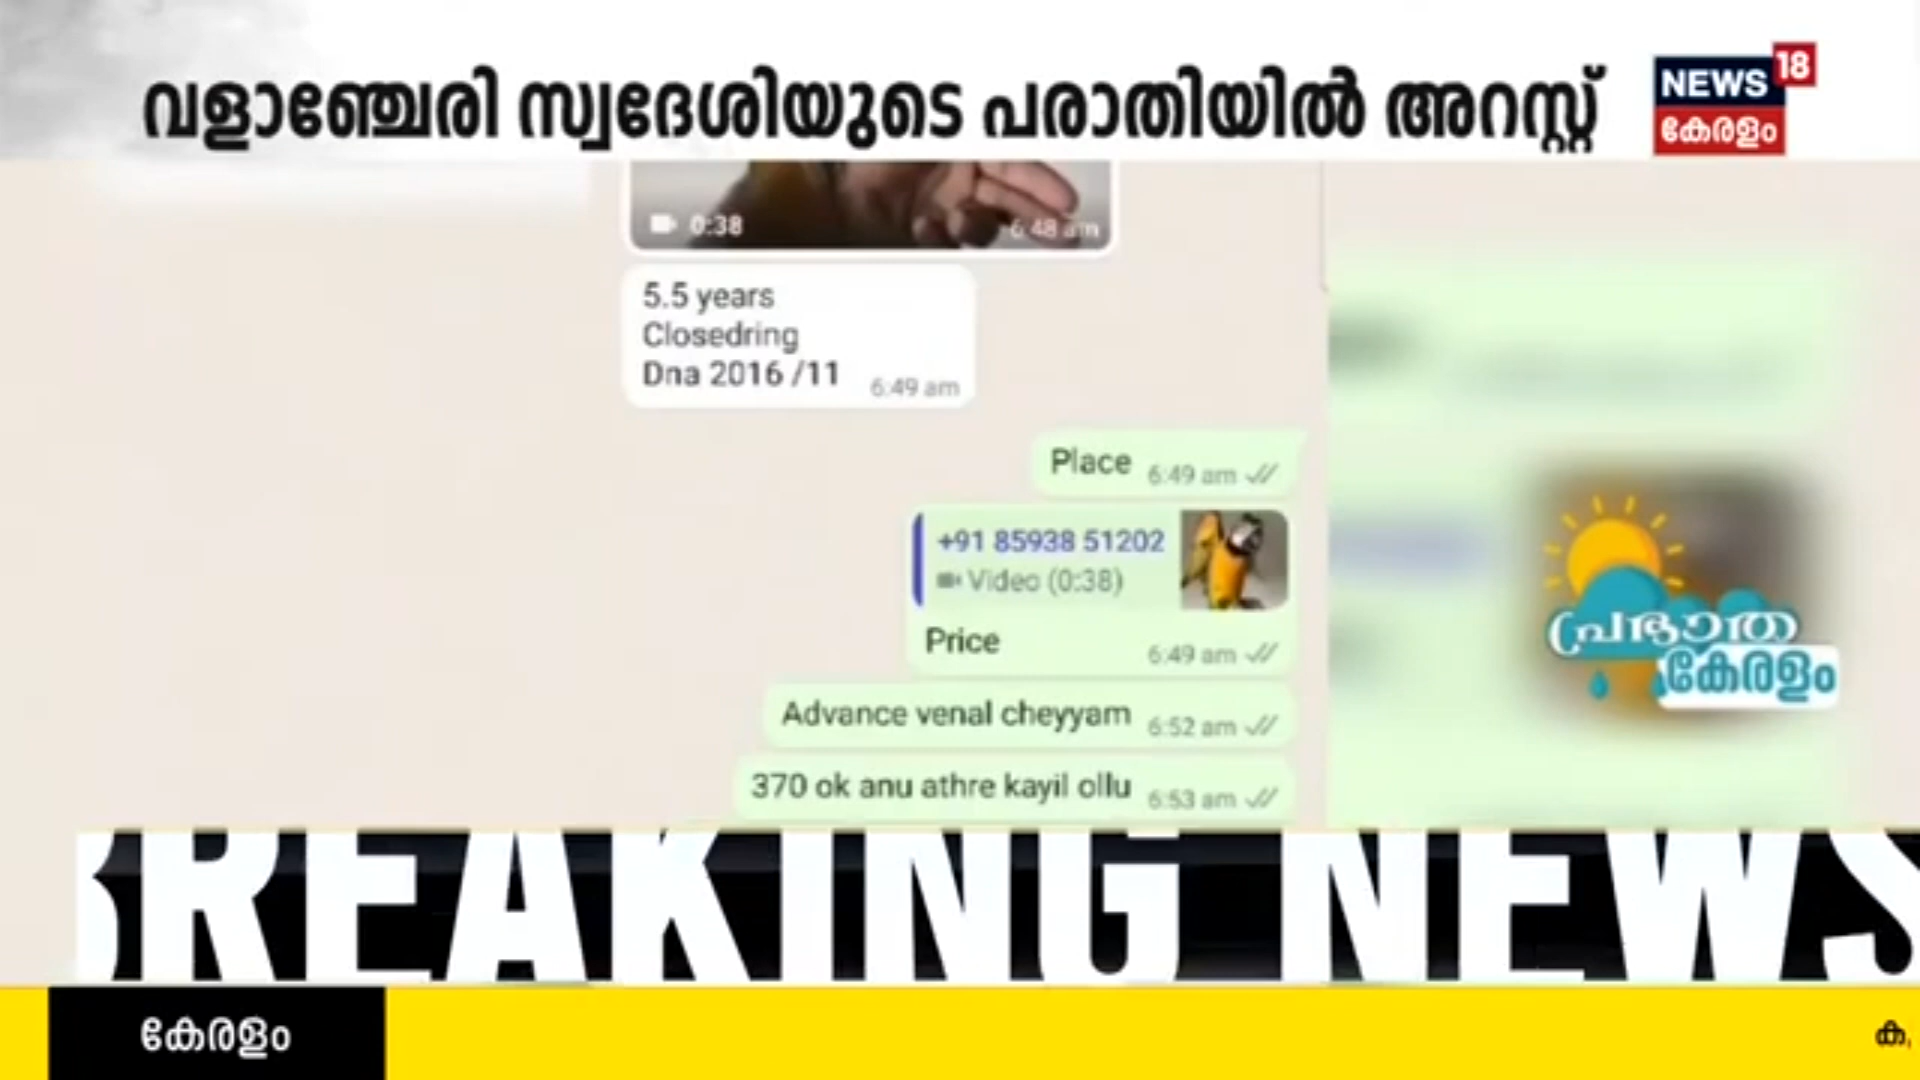 വളാഞ്ചേരി സ്വദേശിയുടെ പരാതിയിൽ അറസ്റ്റ്
NEWS 18
കേരളം
0:38
6:48 am
5.5 years
Closedring
Dna 2016 /11
6:49 am
Place 6:49 am
+91 85938 51202
Video (0:38)
Price 6:49 am
Advance venal cheyyam 6:52 am
370 ok anu athre kayil ollu 6:53 am
പ്രഭാത
കേരളം
BREAKING NEWS
കേരളം